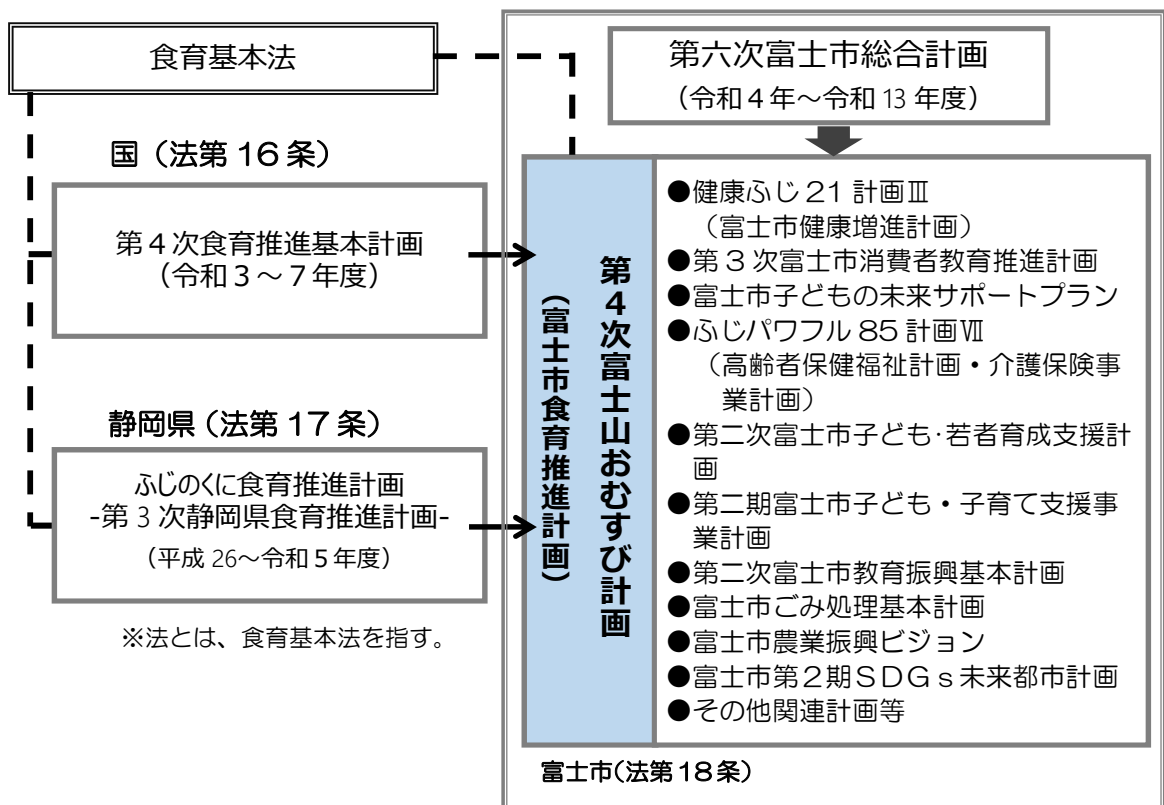 食育基本法
国（法第16条）
第４次食育推進基本計画
（令和３～７年度）
静岡県（法第17条）
ふじのくに食育推進計画
-第３次静岡県食育推進計画-
（平成26～令和５年度）
※法とは、食育基本法を指す。
第六次富士市総合計画
（令和４年～令和13年度）
第４次富士山おむすび計画
（富士市食育推進計画）
●健康ふじ21計画Ⅲ
（富士市健康増進計画）
●第３次富士市消費者教育推進計画
●富士市子どもの未来サポートプラン
●ふじパワフル85計画Ⅶ
（高齢者保健福祉計画・介護保険事
業計画）
●第二次富士市子ども・若者育成支援計
画
●第二期富士市子ども・子育て支援事
業計画
●第二次富士市教育振興基本計画
●富士市ごみ処理基本計画
●富士市農業振興ビジョン
●富士市第２期ＳＤＧｓ未来都市計画
●その他関連計画等
富士市(法第18条)